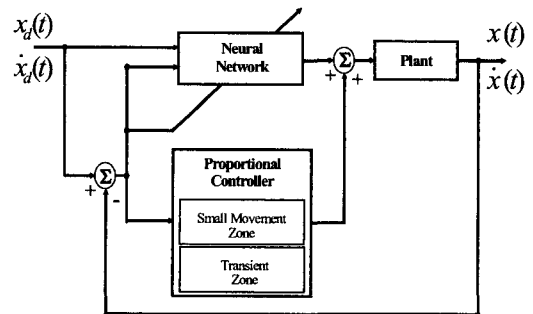 x_d(t)
ẋ_d(t)
Neural
Network
Σ
+
+
Plant
x(t)
ẋ(t)
Σ
+
-
Proportional
Controller
Small Movement
Zone
Transient
Zone